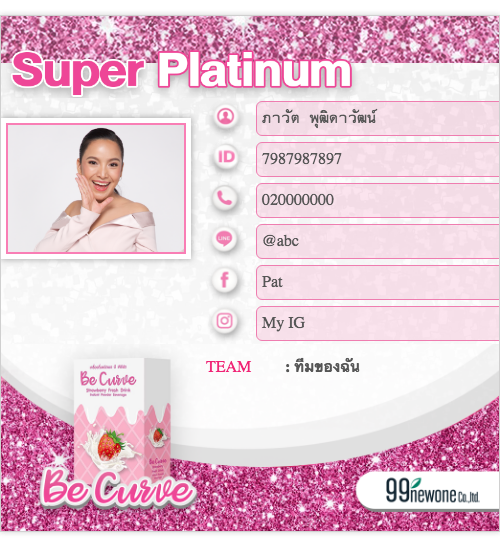 Super Platinum
ภาวัต พุฒิดาวัฒน์
ID
7987987897
020000000
LINE
@abc
Pat
My IG
TEAM : ทีมของฉัน
Be Curve
Strawberry Fresh Drink
Be Curve
Be Curve
99newone Co.,ltd.